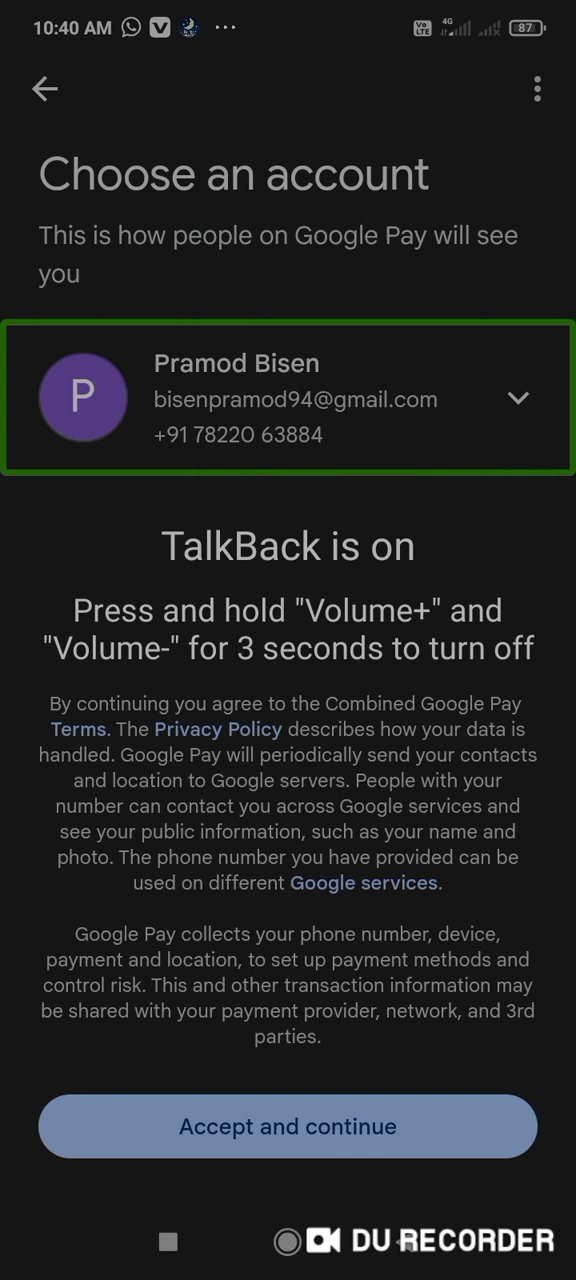 10:40 AM
Vo LTE 4G 87
Choose an account
This is how people on Google Pay will see
you
P
Pramod Bisen
bisenpramod94@gmail.com
+91 78220 63884
TalkBack is on
Press and hold "Volume+" and
"Volume-" for 3 seconds to turn off
By continuing you agree to the Combined Google Pay
Terms. The Privacy Policy describes how your data is
handled. Google Pay will periodically send your contacts
and location to Google servers. People with your
number can contact you across Google services and
see your public information, such as your name and
photo. The phone number you have provided can be
used on different Google services.
Google Pay collects your phone number, device,
payment and location, to set up payment methods and
control risk. This and other transaction information may
be shared with your payment provider, network, and 3rd
parties.
Accept and continue
DU RECORDER